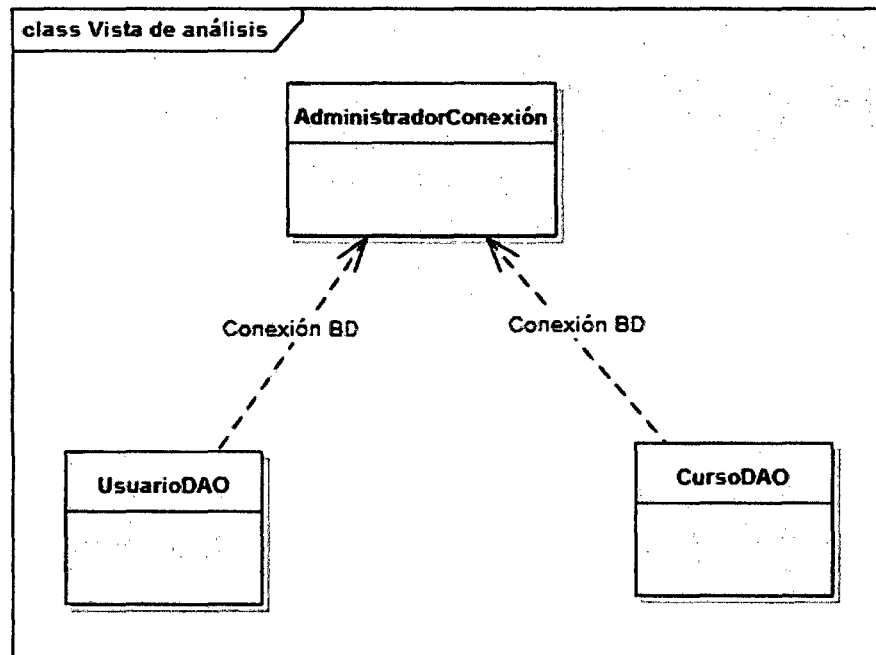 class Vista de análisis
AdministradorConexión
Conexión BD
Conexión BD
UsuarioDAO
CursoDAO